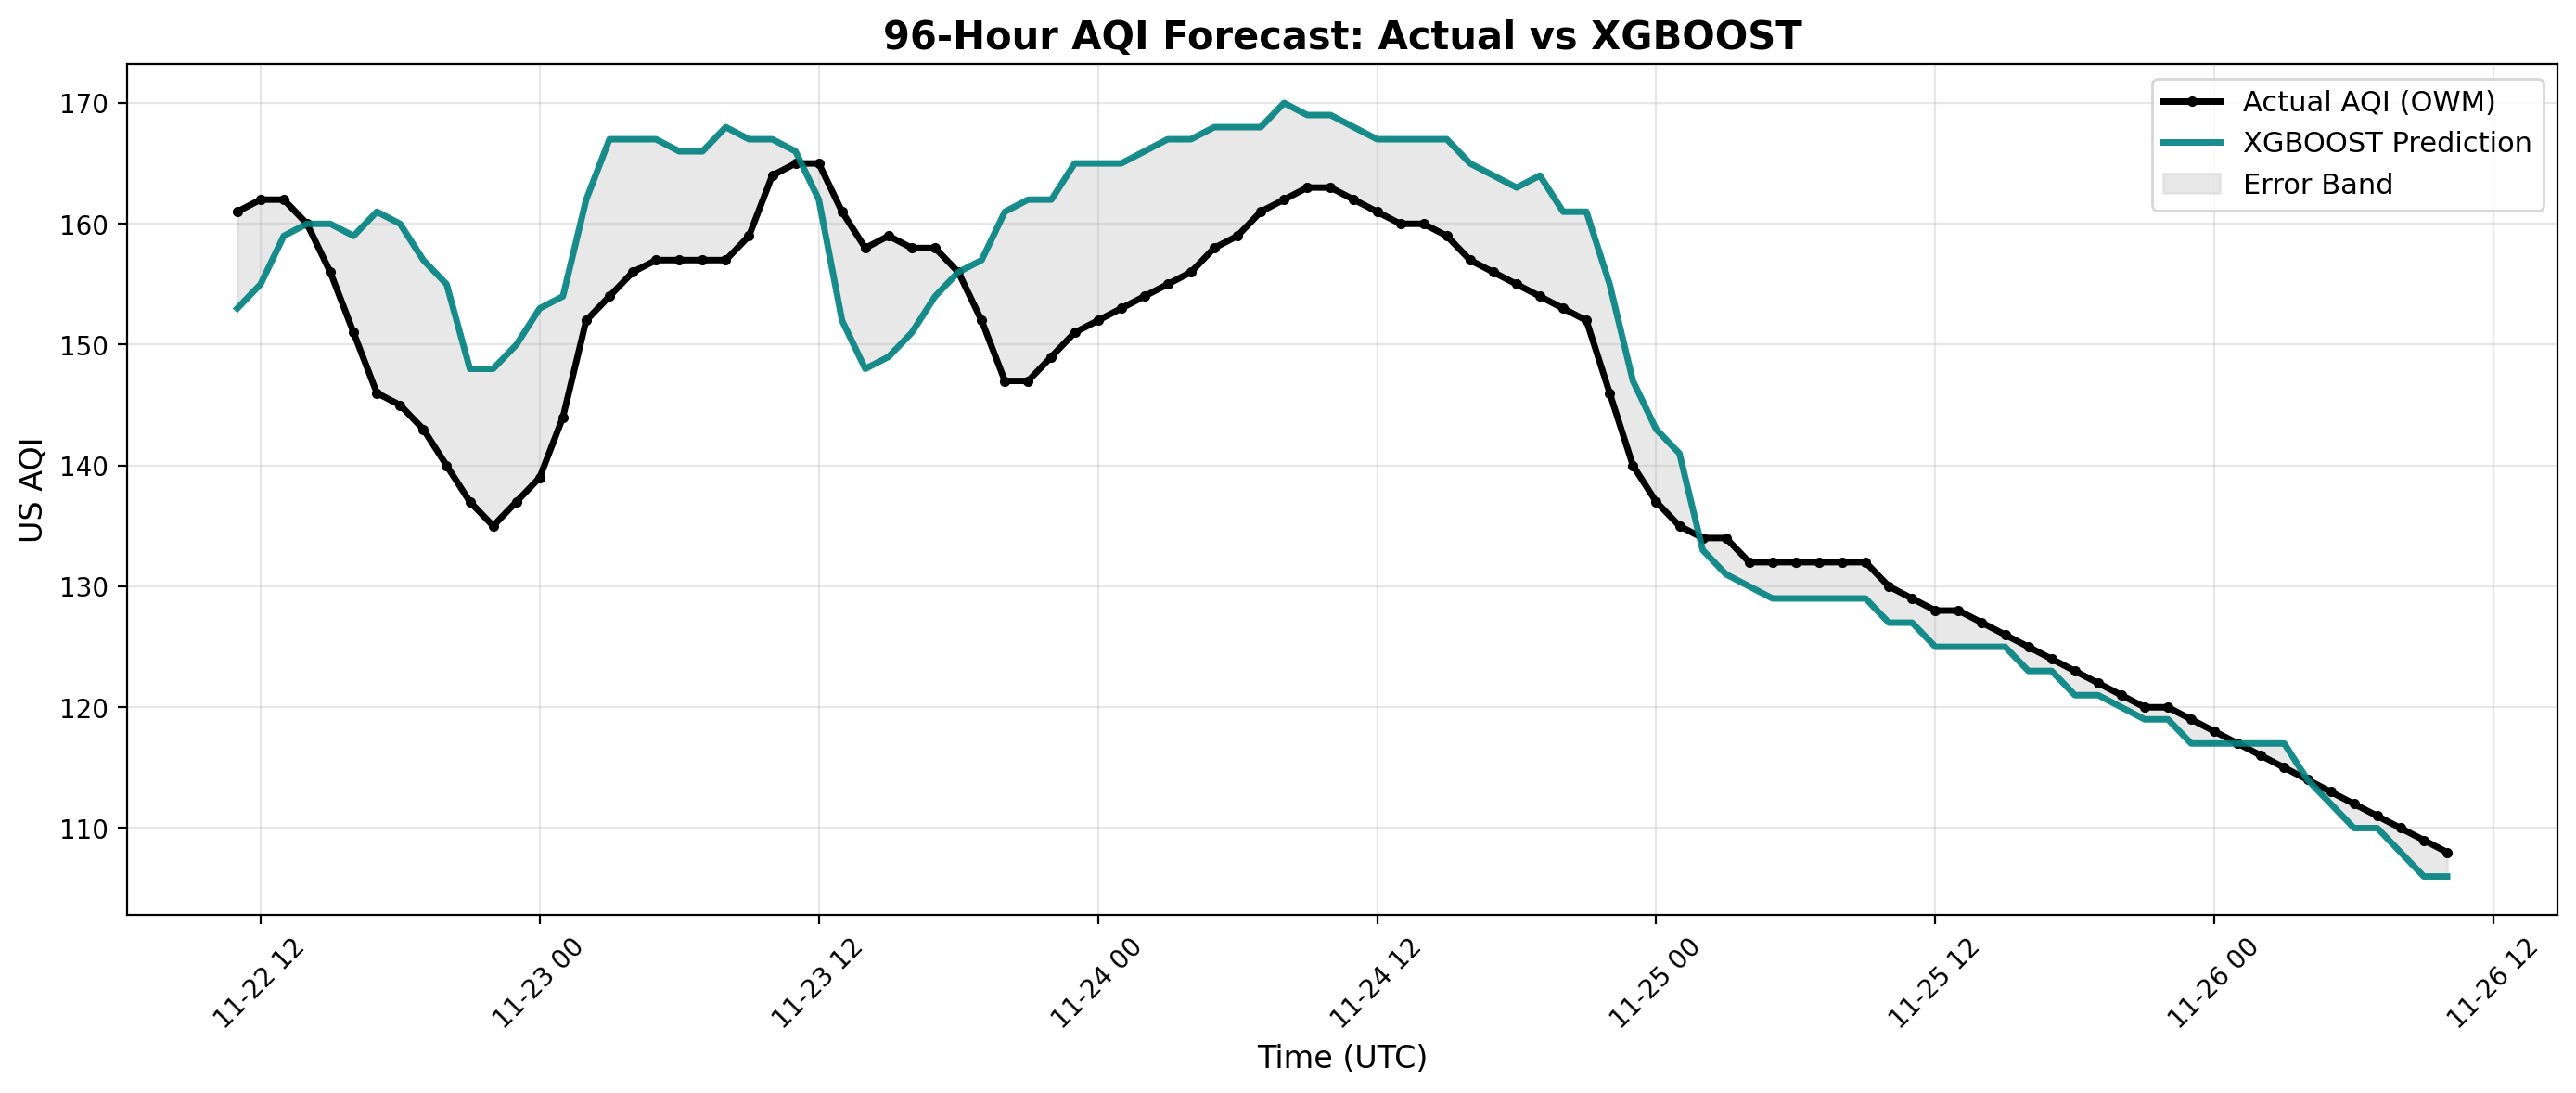 96-Hour AQI Forecast: Actual vs XGBOOST
Actual AQI (OWM)
XGBOOST Prediction
Error Band
US AQI
170
160
150
140
130
120
110
11-22 12
11-23 00
11-23 12
11-24 00
11-24 12
11-25 00
11-25 12
11-26 00
11-26 12
Time (UTC)